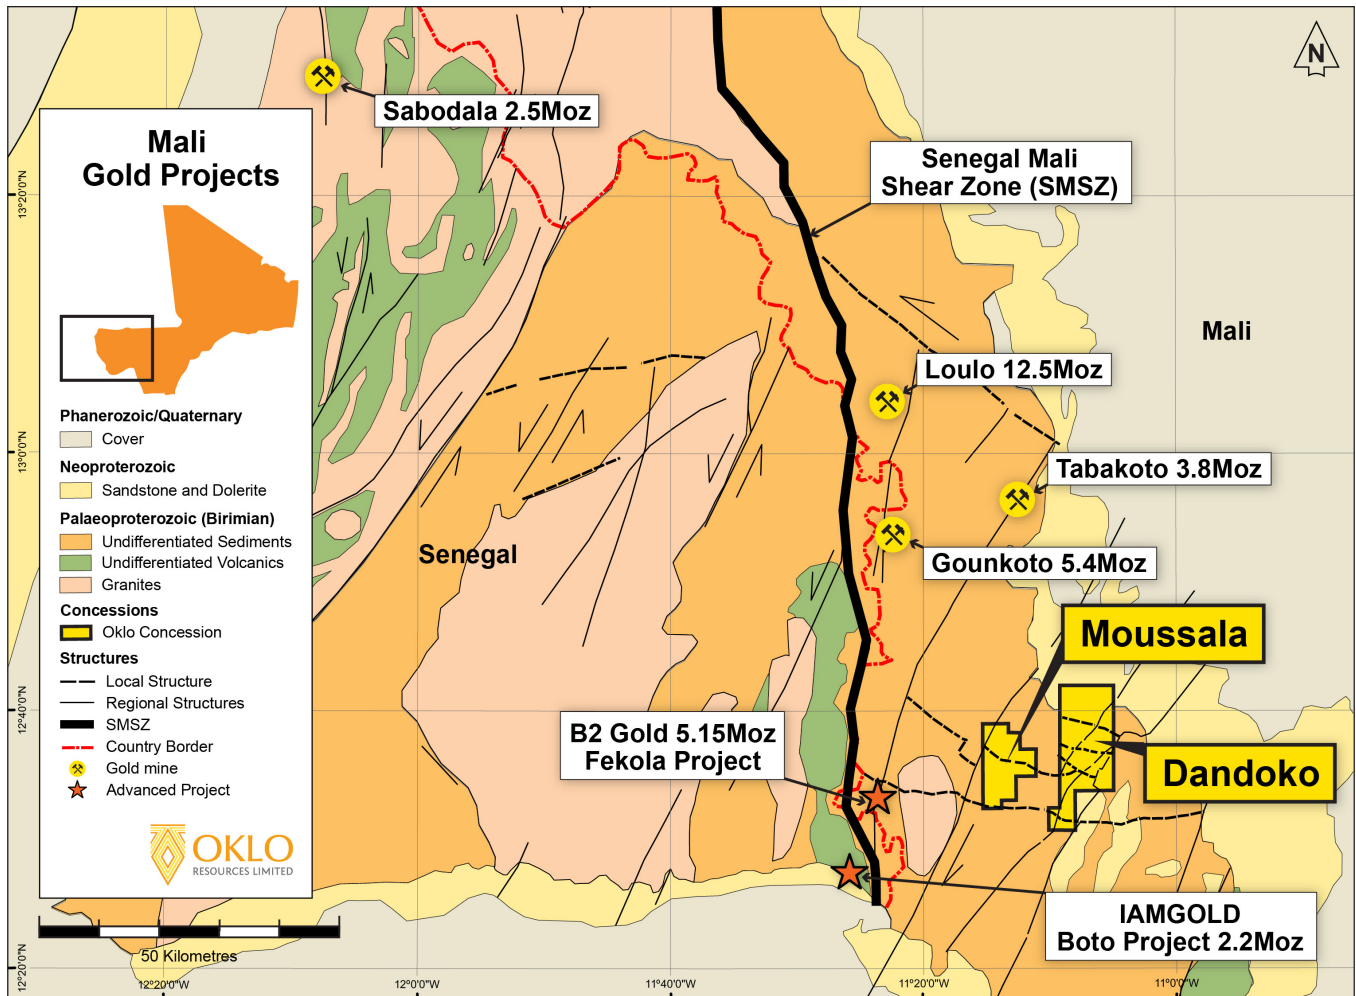 N
Sabodala 2.5Moz
Mali
Gold Projects
Senegal Mali
Shear Zone (SMSZ)
13°20'0"N
Mali
Loulo 12.5Moz
Phanerozoic/Quaternary
Cover
Neoproterozoic
Sandstone and Dolerite
Palaeoproterozoic (Birimian)
Undifferentiated Sediments
Undifferentiated Volcanics
Granites
Concessions
Oklo Concession
Structures
Local Structure
Regional Structures
SMSZ
Country Border
Gold mine
Advanced Project
OKLO
RESOURCES LIMITED
13°0'0"N
Tabakoto 3.8Moz
Senegal
Gounkoto 5.4Moz
Moussala
12°40'0"N
B2 Gold 5.15Moz
Fekola Project
Dandoko
IAMGOLD
Boto Project 2.2Moz
50 Kilometres
12°20'0"N
12°20'0"W
12°0'0"W
11°40'0"W
11°20'0"W
11°0'0"W